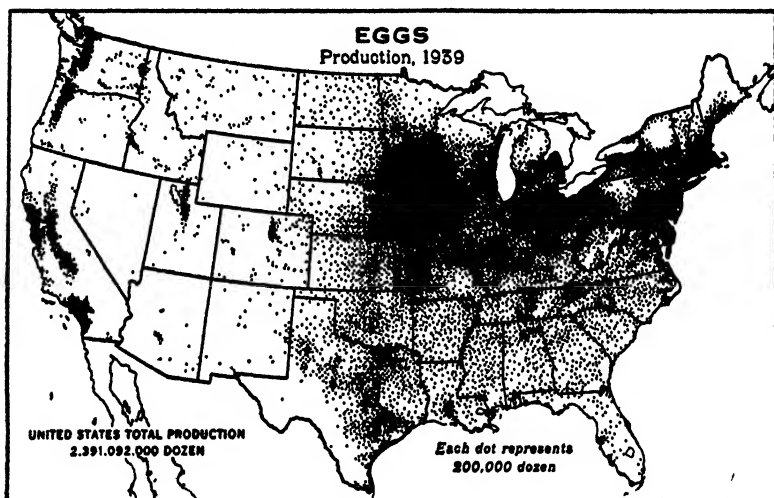 EGGS
Production, 1939
UNITED STATES TOTAL PRODUCTION
2,391,092,000 DOZEN
Each dot represents
200,000 dozen